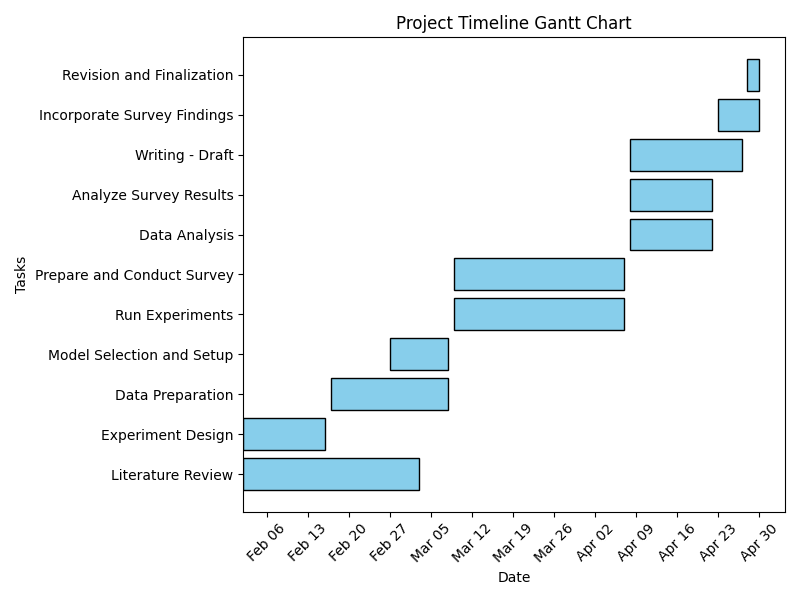 Project Timeline Gantt Chart
Revision and Finalization
Incorporate Survey Findings
Writing - Draft
Analyze Survey Results
Data Analysis
Prepare and Conduct Survey
Run Experiments
Model Selection and Setup
Data Preparation
Experiment Design
Literature Review
Tasks
Feb 06
Feb 13
Feb 20
Feb 27
Mar 05
Mar 12
Mar 19
Mar 26
Apr 02
Apr 09
Apr 16
Apr 23
Apr 30
Date